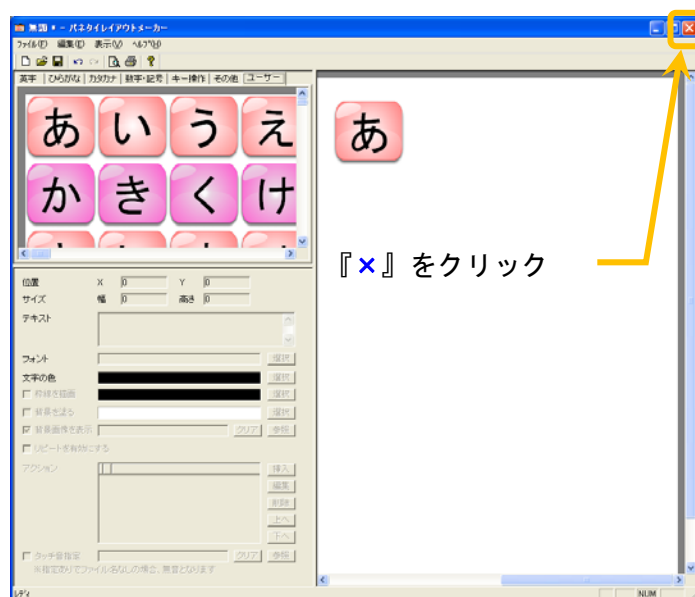 無題 * - パネタイレイアウトメーカー
ファイル(F) 編集(E) 表示(V) ヘルプ(H)
英字 ひらがな カタカナ 数字・記号 キー操作 その他 ユーザー
あ い う え
か き く け
あ
『×』をクリック
位置 X 0 Y 0
サイズ 幅 0 高さ 0
テキスト
フォント 選択
文字の色 選択
枠線を描画 選択
背景を塗る 選択
背景画像を表示 クリア 参照
リピートを有効にする
アクション 挿入
編集
削除
上へ
下へ
タッチ音指定 クリア 参照
※指定ありでファイル名なしの場合、無音となります
レディ NUM